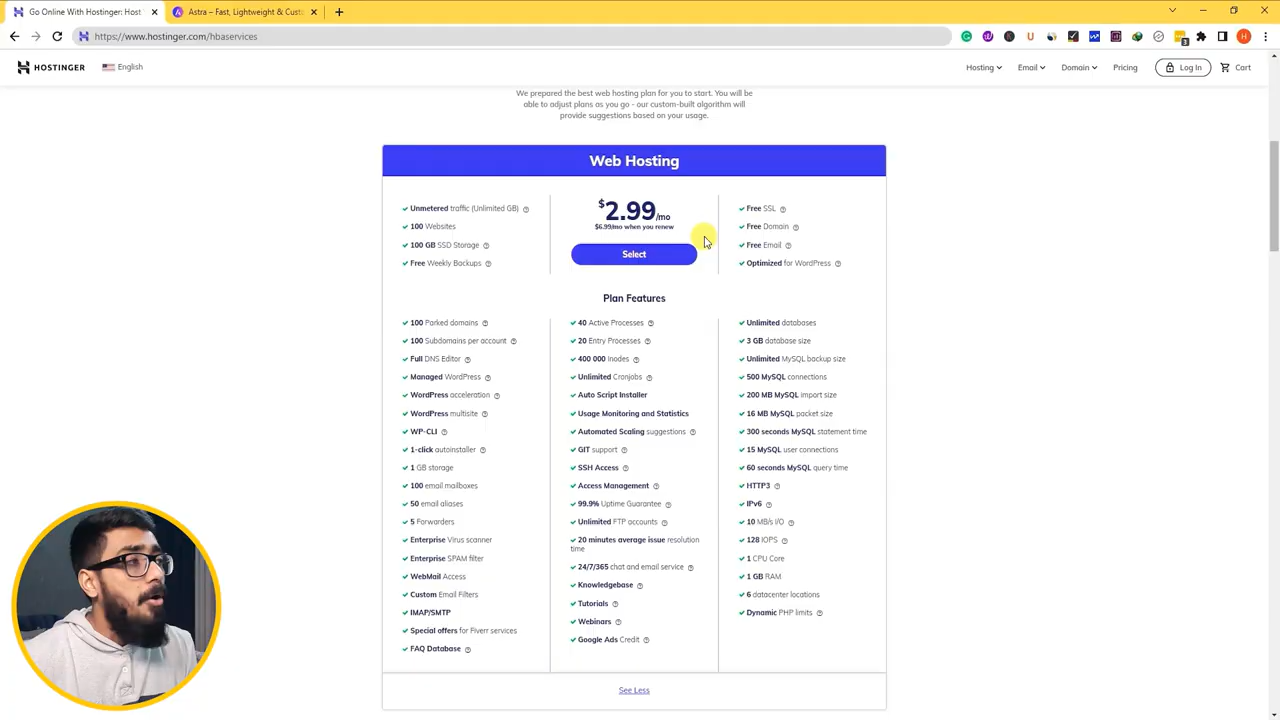 Go Online With Hostinger: Host
Astra – Fast, Lightweight & Cust
https://www.hostinger.com/hbaservices
3
H
HOSTINGER
English
Hosting
Email
Domain
Pricing
Log In
Cart
We prepared the best web hosting plan for you to start. You will be
able to adjust plans as you go - our custom-built algorithm will
provide suggestions based on your usage.
Web Hosting
Unmetered traffic (Unlimited GB)
100 Websites
100 GB SSD Storage
Free Weekly Backups
$2.99/mo
$6.99/mo when you renew
Select
Free SSL
Free Domain
Free Email
Optimized for WordPress
Plan Features
100 Parked domains
100 Subdomains per account
Full DNS Editor
Managed WordPress
WordPress acceleration
WordPress multisite
WP-CLI
1-click autoinstaller
1 GB storage
100 email mailboxes
50 email aliases
5 Forwarders
Enterprise Virus scanner
Enterprise SPAM filter
WebMail Access
Custom Email Filters
IMAP/SMTP
Special offers for Fiverr services
FAQ Database
40 Active Processes
20 Entry Processes
400 000 Inodes
Unlimited Cronjobs
Auto Script Installer
Usage Monitoring and Statistics
Automated Scaling suggestions
GIT support
SSH Access
Access Management
99.9% Uptime Guarantee
Unlimited FTP accounts
20 minutes average issue resolution
time
24/7/365 chat and email service
Knowledgebase
Tutorials
Webinars
Google Ads Credit
Unlimited databases
3 GB database size
Unlimited MySQL backup size
500 MySQL connections
200 MB MySQL import size
16 MB MySQL packet size
300 seconds MySQL statement time
15 MySQL user connections
60 seconds MySQL query time
HTTP3
IPv6
10 MB/s I/O
128 IOPS
1 CPU Core
1 GB RAM
6 datacenter locations
Dynamic PHP limits
See Less